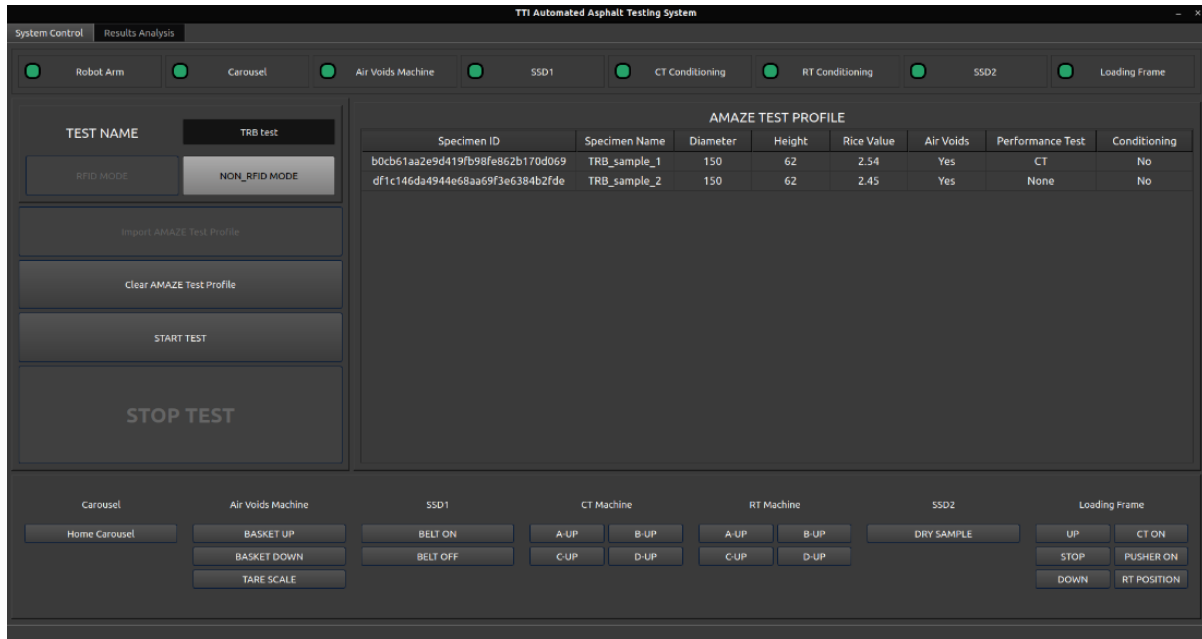 TTI Automated Asphalt Testing System
System Control Results Analysis
Robot Arm Carousel Air Voids Machine SSD1 CT Conditioning RT Conditioning SSD2 Loading Frame
TEST NAME TRB test
RFID MODE NON_RFID MODE
Import AMAZE Test Profile
Clear AMAZE Test Profile
START TEST
STOP TEST
AMAZE TEST PROFILE
Specimen ID Specimen Name Diameter Height Rice Value Air Voids Performance Test Conditioning
b0cb61aa2e9d419fb98fe862b170d069 TRB_sample_1 150 62 2.54 Yes CT No
df1c146da4944e68aa69f3e6384b2fde TRB_sample_2 150 62 2.45 Yes None No
Carousel Air Voids Machine SSD1 CT Machine RT Machine SSD2 Loading Frame
Home Carousel BASKET UP BELT ON A-UP B-UP A-UP B-UP DRY SAMPLE UP CT ON
BASKET DOWN BELT OFF C-UP D-UP C-UP D-UP STOP PUSHER ON
TARE SCALE DOWN RT POSITION